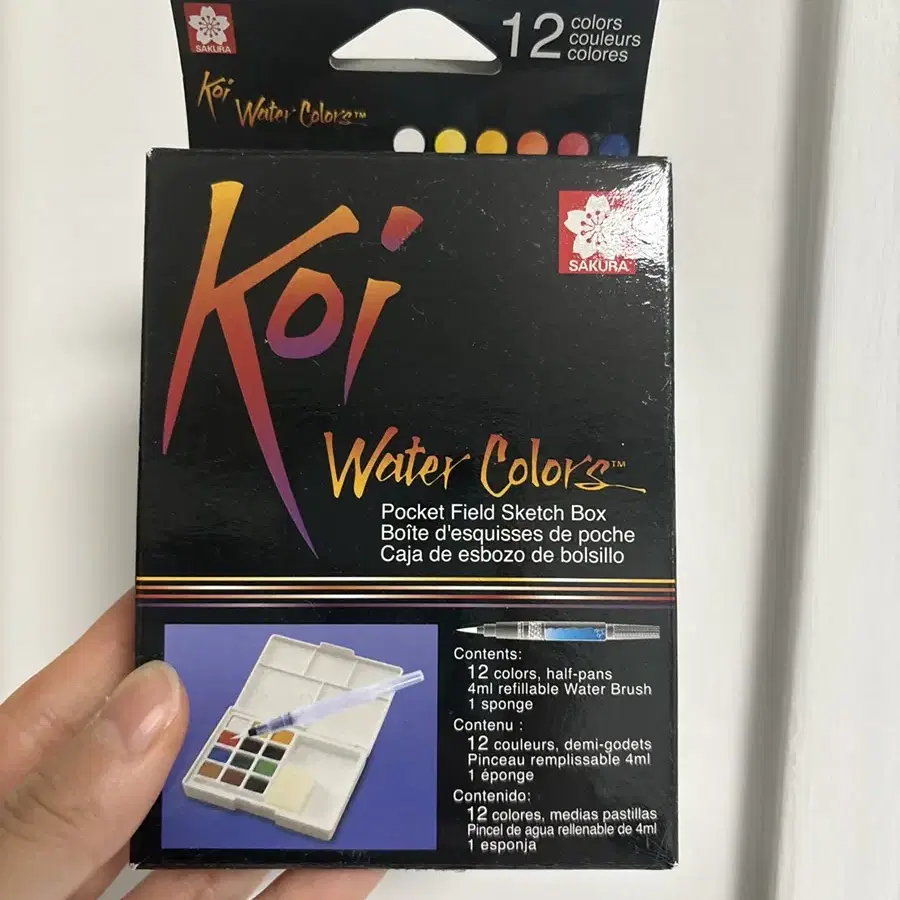 SAKURA
12 colors
couleurs
colores
Koi Water Colors™
Koi
SAKURA
Water Colors™
Pocket Field Sketch Box
Boîte d'esquisses de poche
Caja de esbozo de bolsillo
Contents:
12 colors, half-pans
4ml refillable Water Brush
1 sponge
Contenu :
12 couleurs, demi-godets
Pinceau remplissable 4ml
1 éponge
Contenido:
12 colores, medias pastillas
Pincel de agua rellenable de 4ml
1 esponja